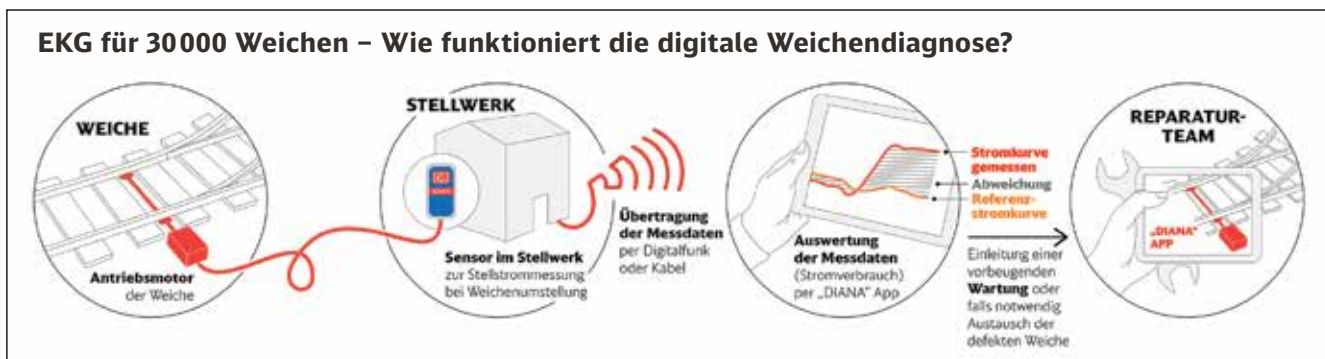 EKG für 30 000 Weichen – Wie funktioniert die digitale Weichendiagnose?
WEICHE
Antriebsmotor
der Weiche
STELLWERK
Sensor im Stellwerk
zur Stellstrommessung
bei Weichenumstellung
Übertragung
der Messdaten
per Digitalfunk
oder Kabel
Auswertung
der Messdaten
(Stromverbrauch)
per „DIANA“ App
Stromkurve
gemessen
Abweichung
Referenz-
stromkurve
Einleitung einer
vorbeugenden
Wartung oder
falls notwendig
Austausch der
defekten Weiche
REPARATUR-
TEAM
„DIANA“
APP